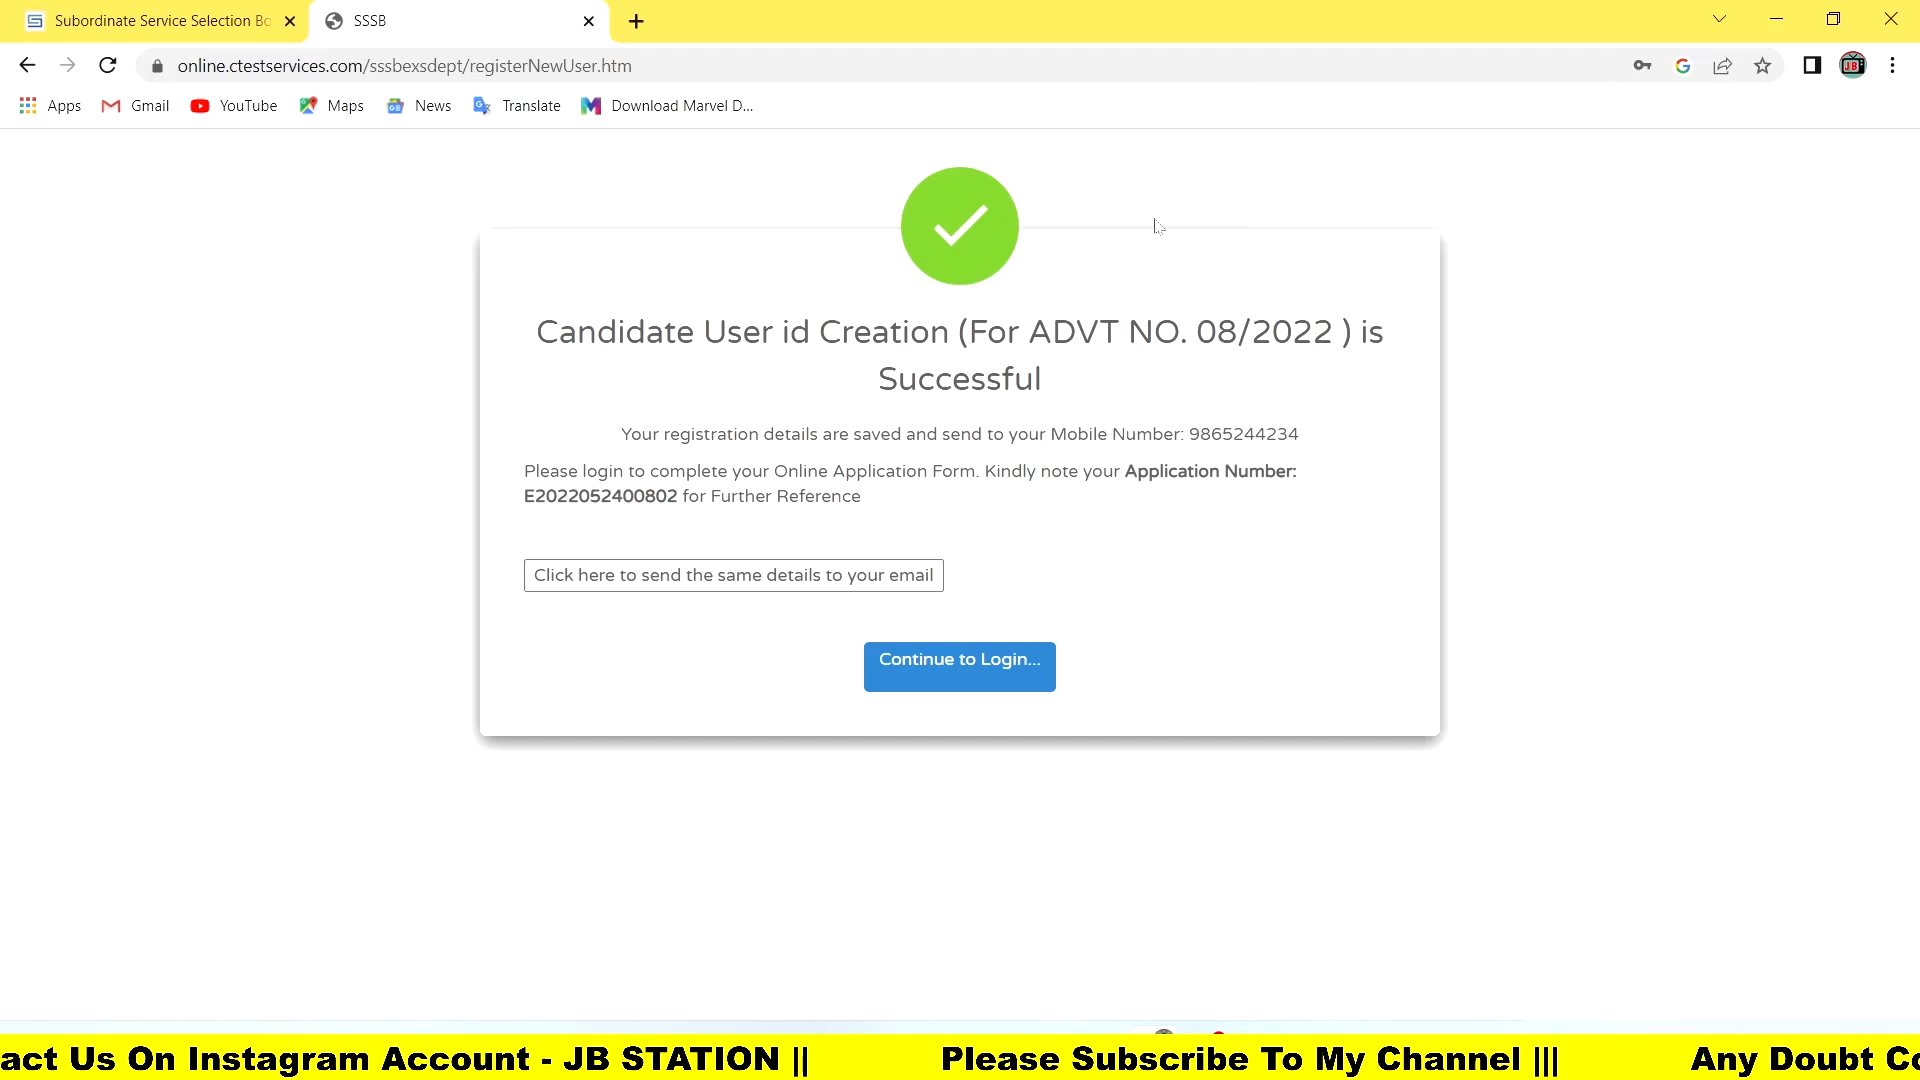 Subordinate Service Selection Bo
SSSB
online.ctestservices.com/sssbexsdept/registerNewUser.htm
Apps Gmail YouTube Maps News Translate Download Marvel D...
Candidate User id Creation (For ADVT NO. 08/2022 ) is
Successful
Your registration details are saved and send to your Mobile Number: 9865244234
Please login to complete your Online Application Form. Kindly note your Application Number:
E2022052400802 for Further Reference
Click here to send the same details to your email
Continue to Login...
act Us On Instagram Account - JB STATION || Please Subscribe To My Channel ||| Any Doubt Co